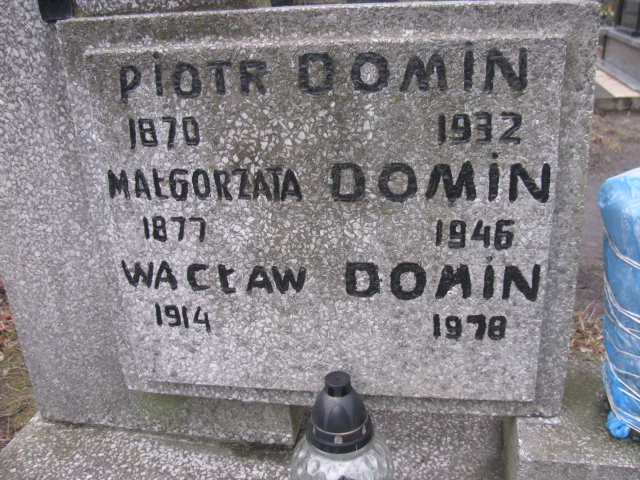 PIOTR DOMIN
1870 1932
MAŁGORZATA DOMIN
1877 1946
WACŁAW DOMIN
1914 1978